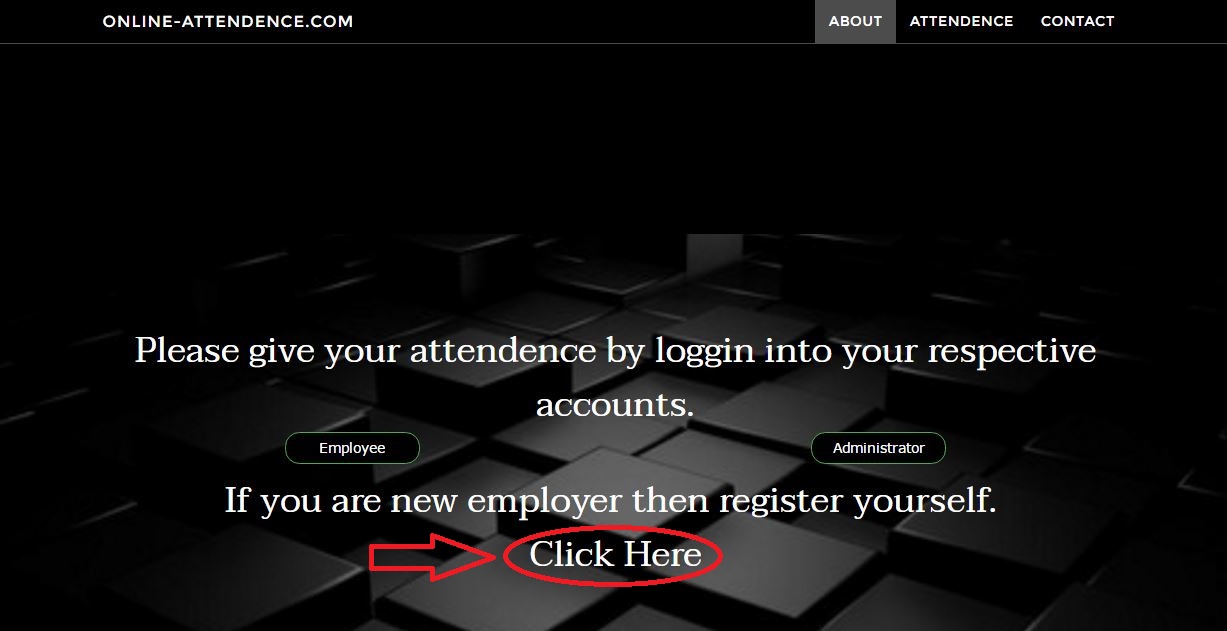 ONLINE-ATTENDENCE.COM ABOUT ATTENDENCE CONTACT
Please give your attendence by loggin into your respective
accounts.
Employee Administrator
If you are new employer then register yourself.
Click Here